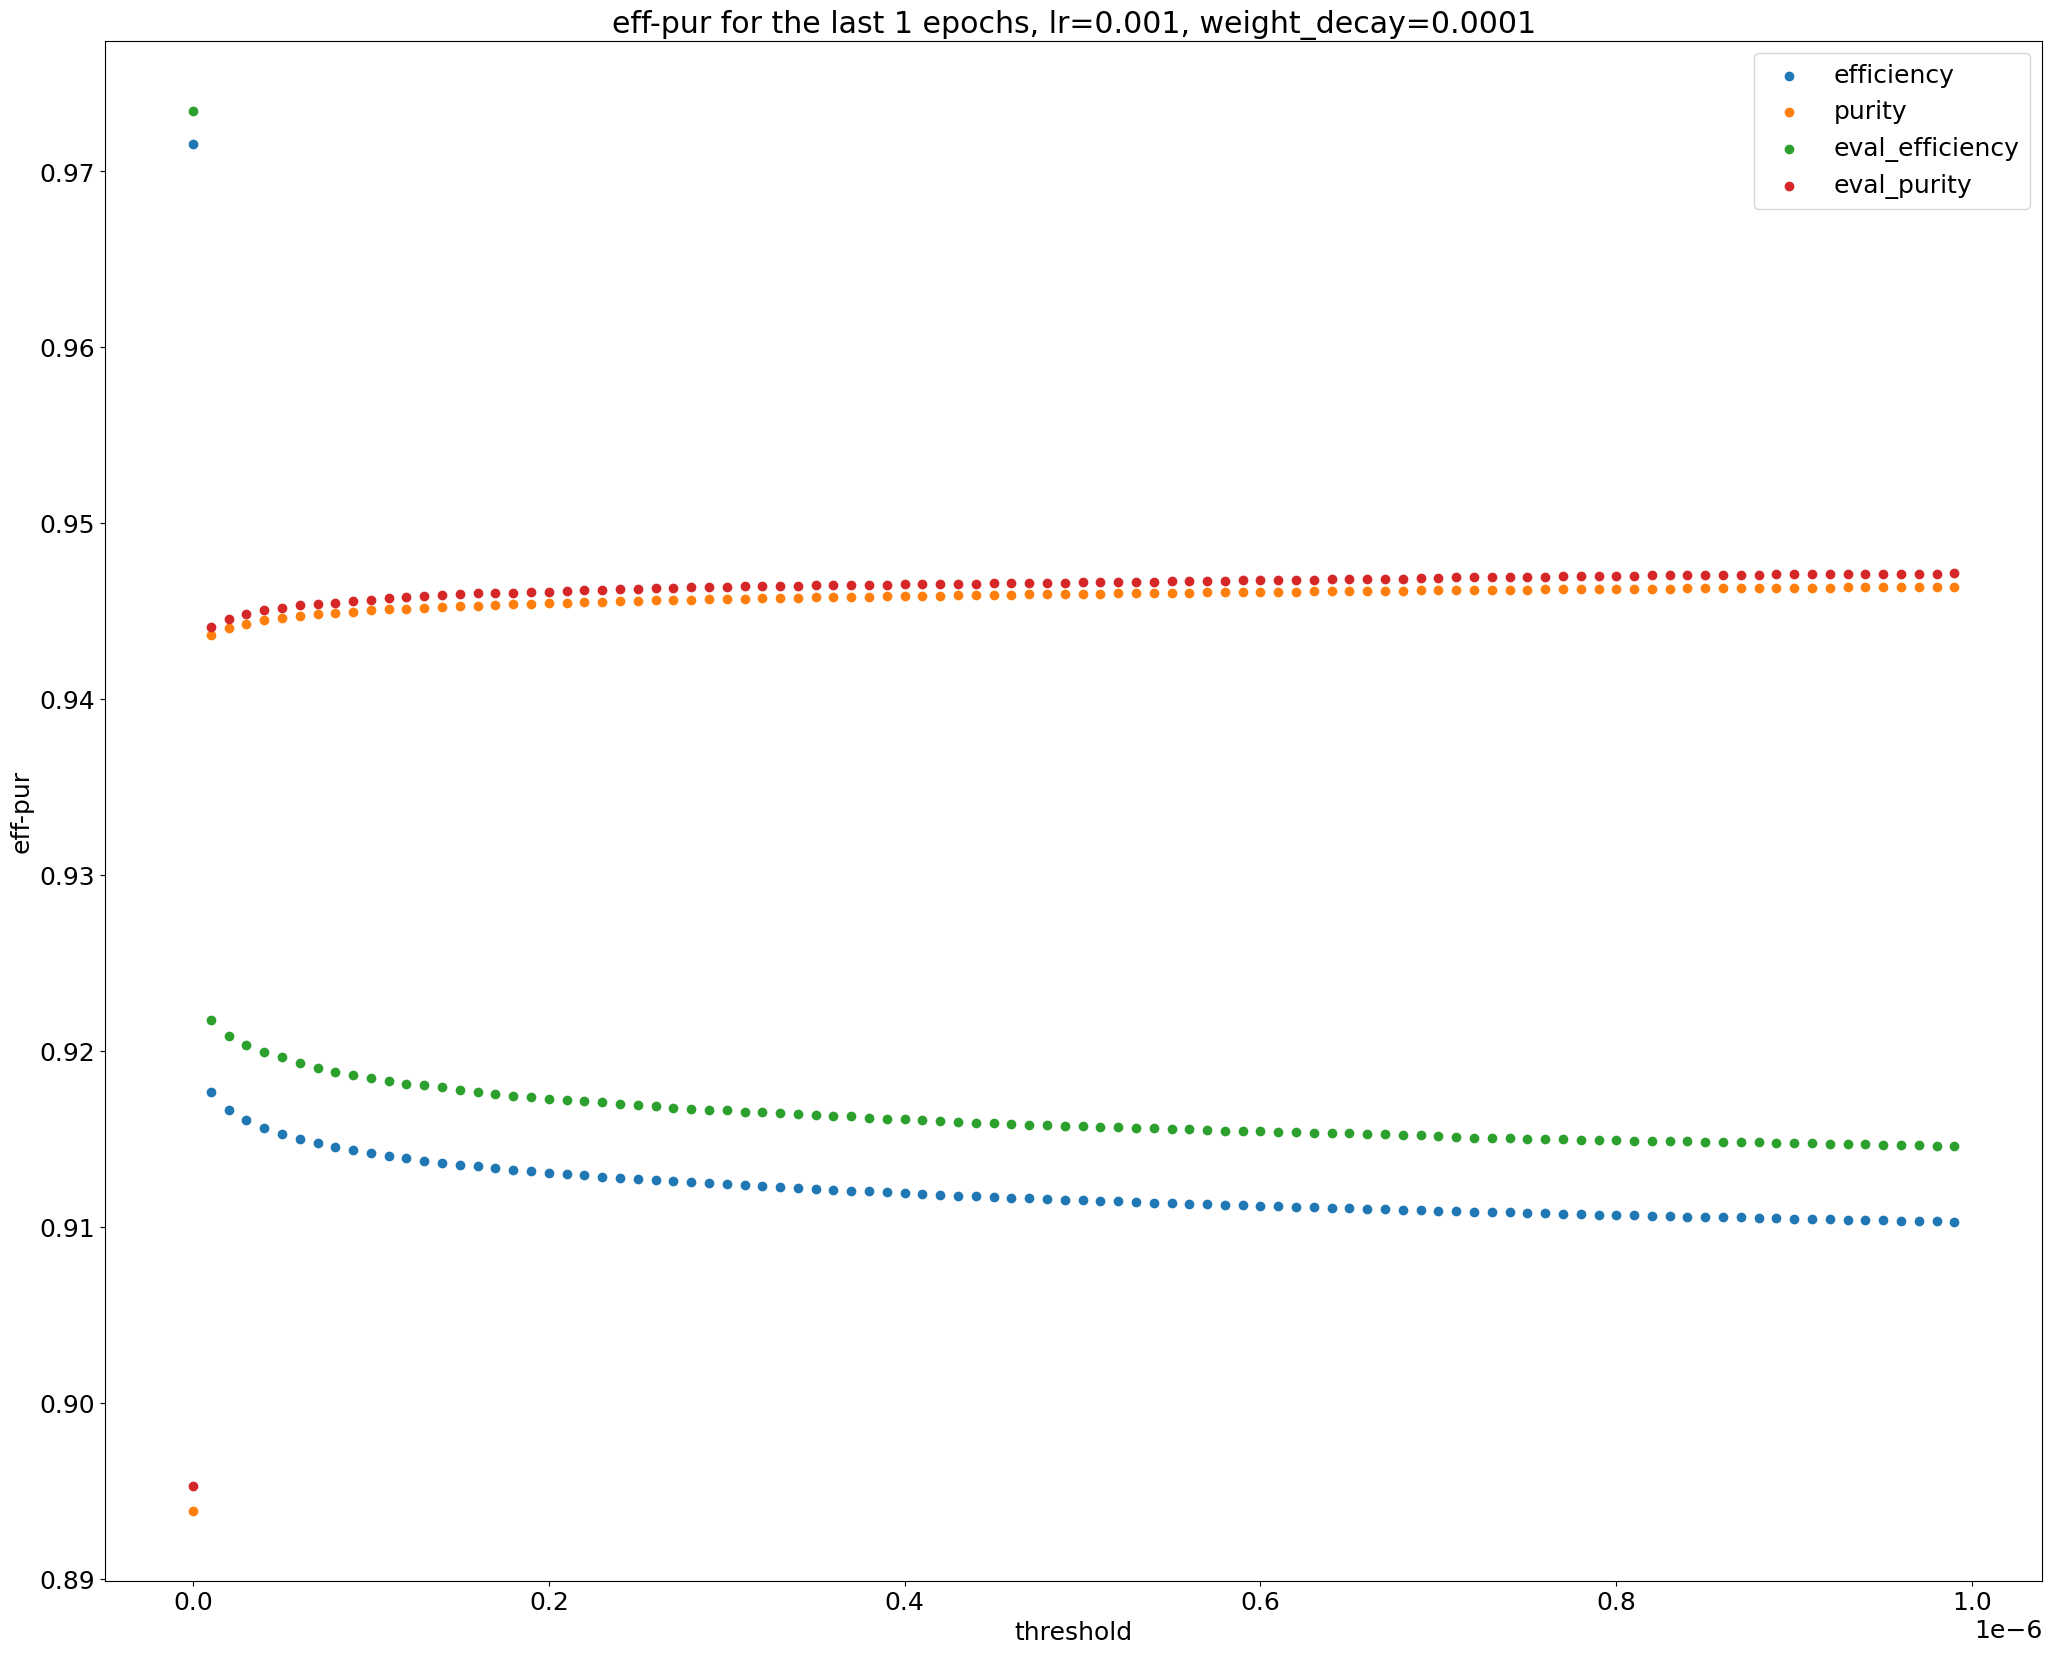 eff-pur for the last 1 epochs, lr=0.001, weight_decay=0.0001
efficiency
purity
eval_efficiency
eval_purity
0.97
0.96
0.95
0.94
0.93
0.92
0.91
0.90
0.89
eff-pur
0.0 0.2 0.4 0.6 0.8 1.0
1e−6
threshold